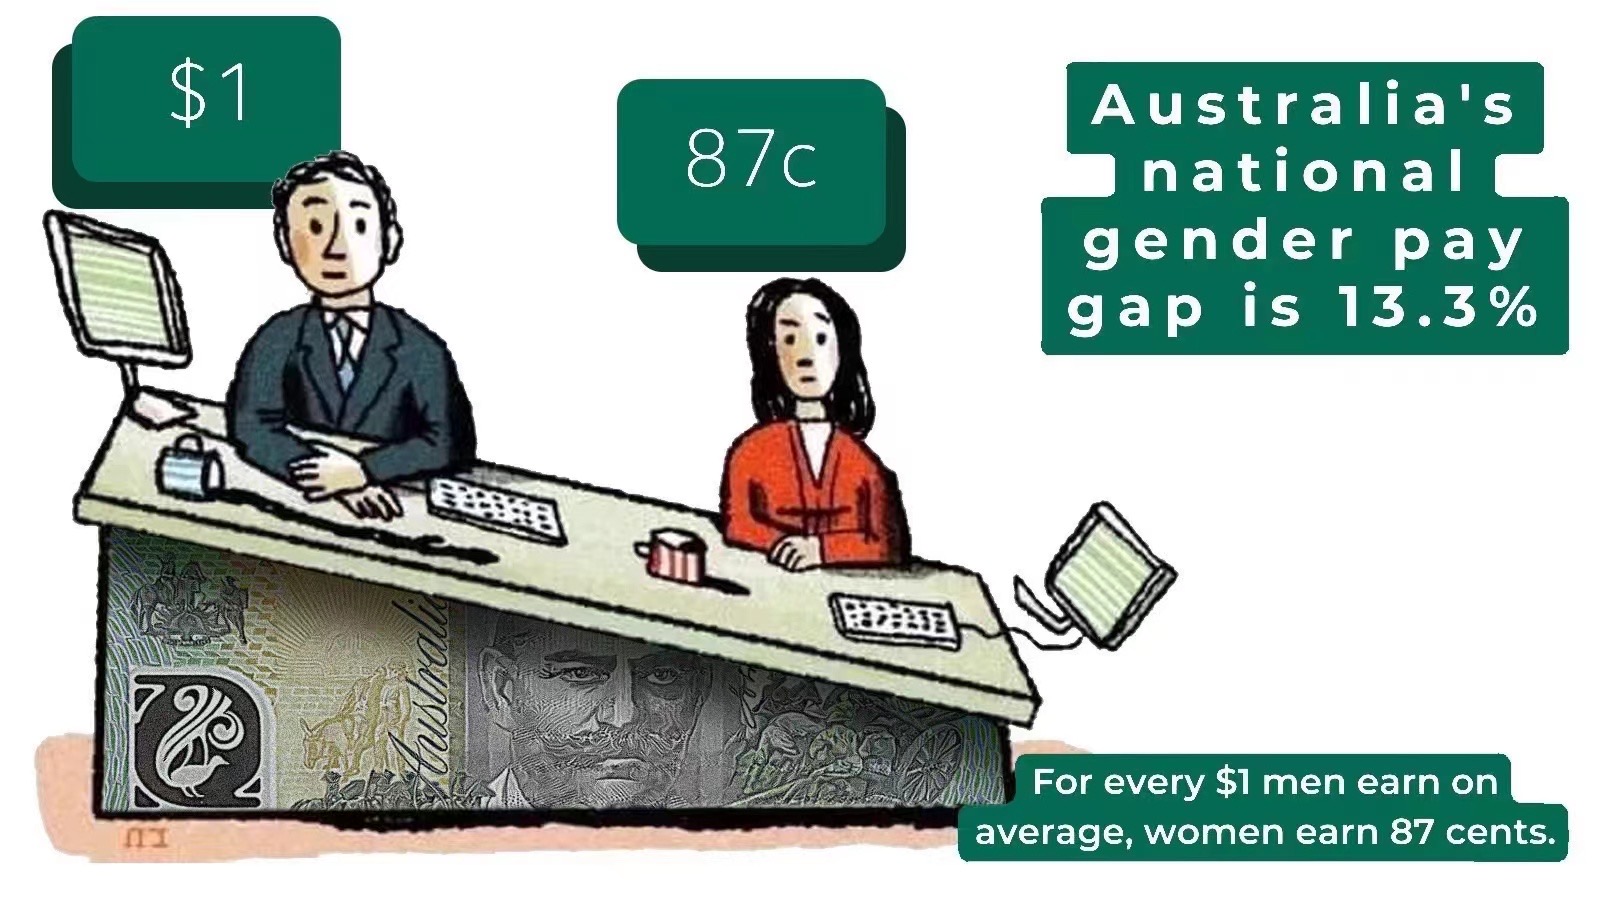 $1
87c
Australia's
national
gender pay
gap is 13.3%
Australia
For every $1 men earn on
average, women earn 87 cents.